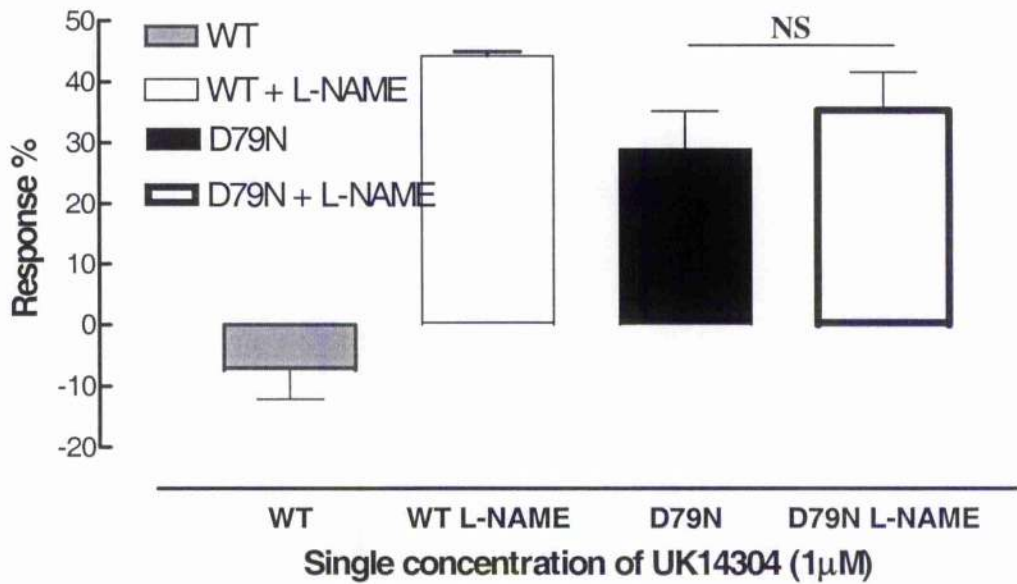 Response %
50
40
30
20
10
0
-10
-20
WT
WT + L-NAME
D79N
D79N + L-NAME
NS
WT
WT L-NAME
D79N
D79N L-NAME
Single concentration of UK14304 (1μM)